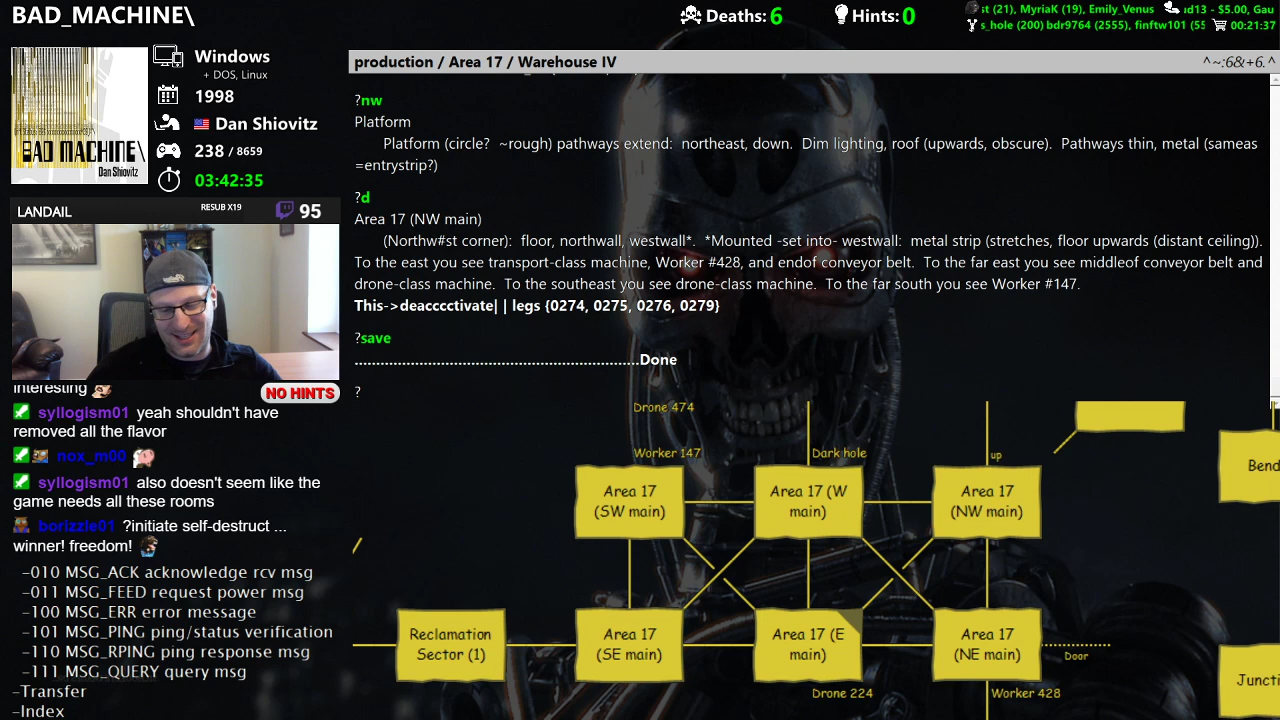 BAD_MACHINE\
Deaths: 6
Hints: 0
st (21), MyriaK (19), Emily_Venus
ud13 - $5.00, Gau
s_hole (200) bdr9764 (2555), finftw101 (55
00:21:37
BAD MACHINE\
Dan Shiovitz
Windows
+ DOS, Linux
1998
Dan Shiovitz
238 / 8659
03:42:35
LANDAIL
RESUB X19
95
NO HINTS
interesting
syllogism01 yeah shouldn't have
removed all the flavor
nox_m00
syllogism01 also doesn't seem like the
game needs all these rooms
borizzle01 ?initiate self-destruct ...
winner! freedom!
-010 MSG_ACK acknowledge rcv msg
-011 MSG_FEED request power msg
-100 MSG_ERR error message
-101 MSG_PING ping/status verification
-110 MSG_RPING ping response msg
-111 MSG_QUERY query msg
-Transfer
-Index
production / Area 17 / Warehouse IV
^~:6&+6.^
?nw
Platform
Platform (circle? ~rough) pathways extend: northeast, down. Dim lighting, roof (upwards, obscure). Pathways thin, metal (sameas
=entrystrip?)
?d
Area 17 (NW main)
(Northw#st corner): floor, northwall, westwall*. *Mounted -set into- westwall: metal strip (stretches, floor upwards (distant ceiling)).
To the east you see transport-class machine, Worker #428, and endof conveyor belt. To the far east you see middleof conveyor belt and
drone-class machine. To the southeast you see drone-class machine. To the far south you see Worker #147.
This->deacccctivate| | legs {0274, 0275, 0276, 0279}
?save
Done
?
Drone 474
Worker 147
Dark hole
up
Area 17
(SW main)
Area 17 (W
main)
Area 17
(NW main)
Bend
Reclamation
Sector (1)
Area 17
(SE main)
Area 17 (E
main)
Area 17
(NE main)
Door
Juncti
Drone 224
Worker 428